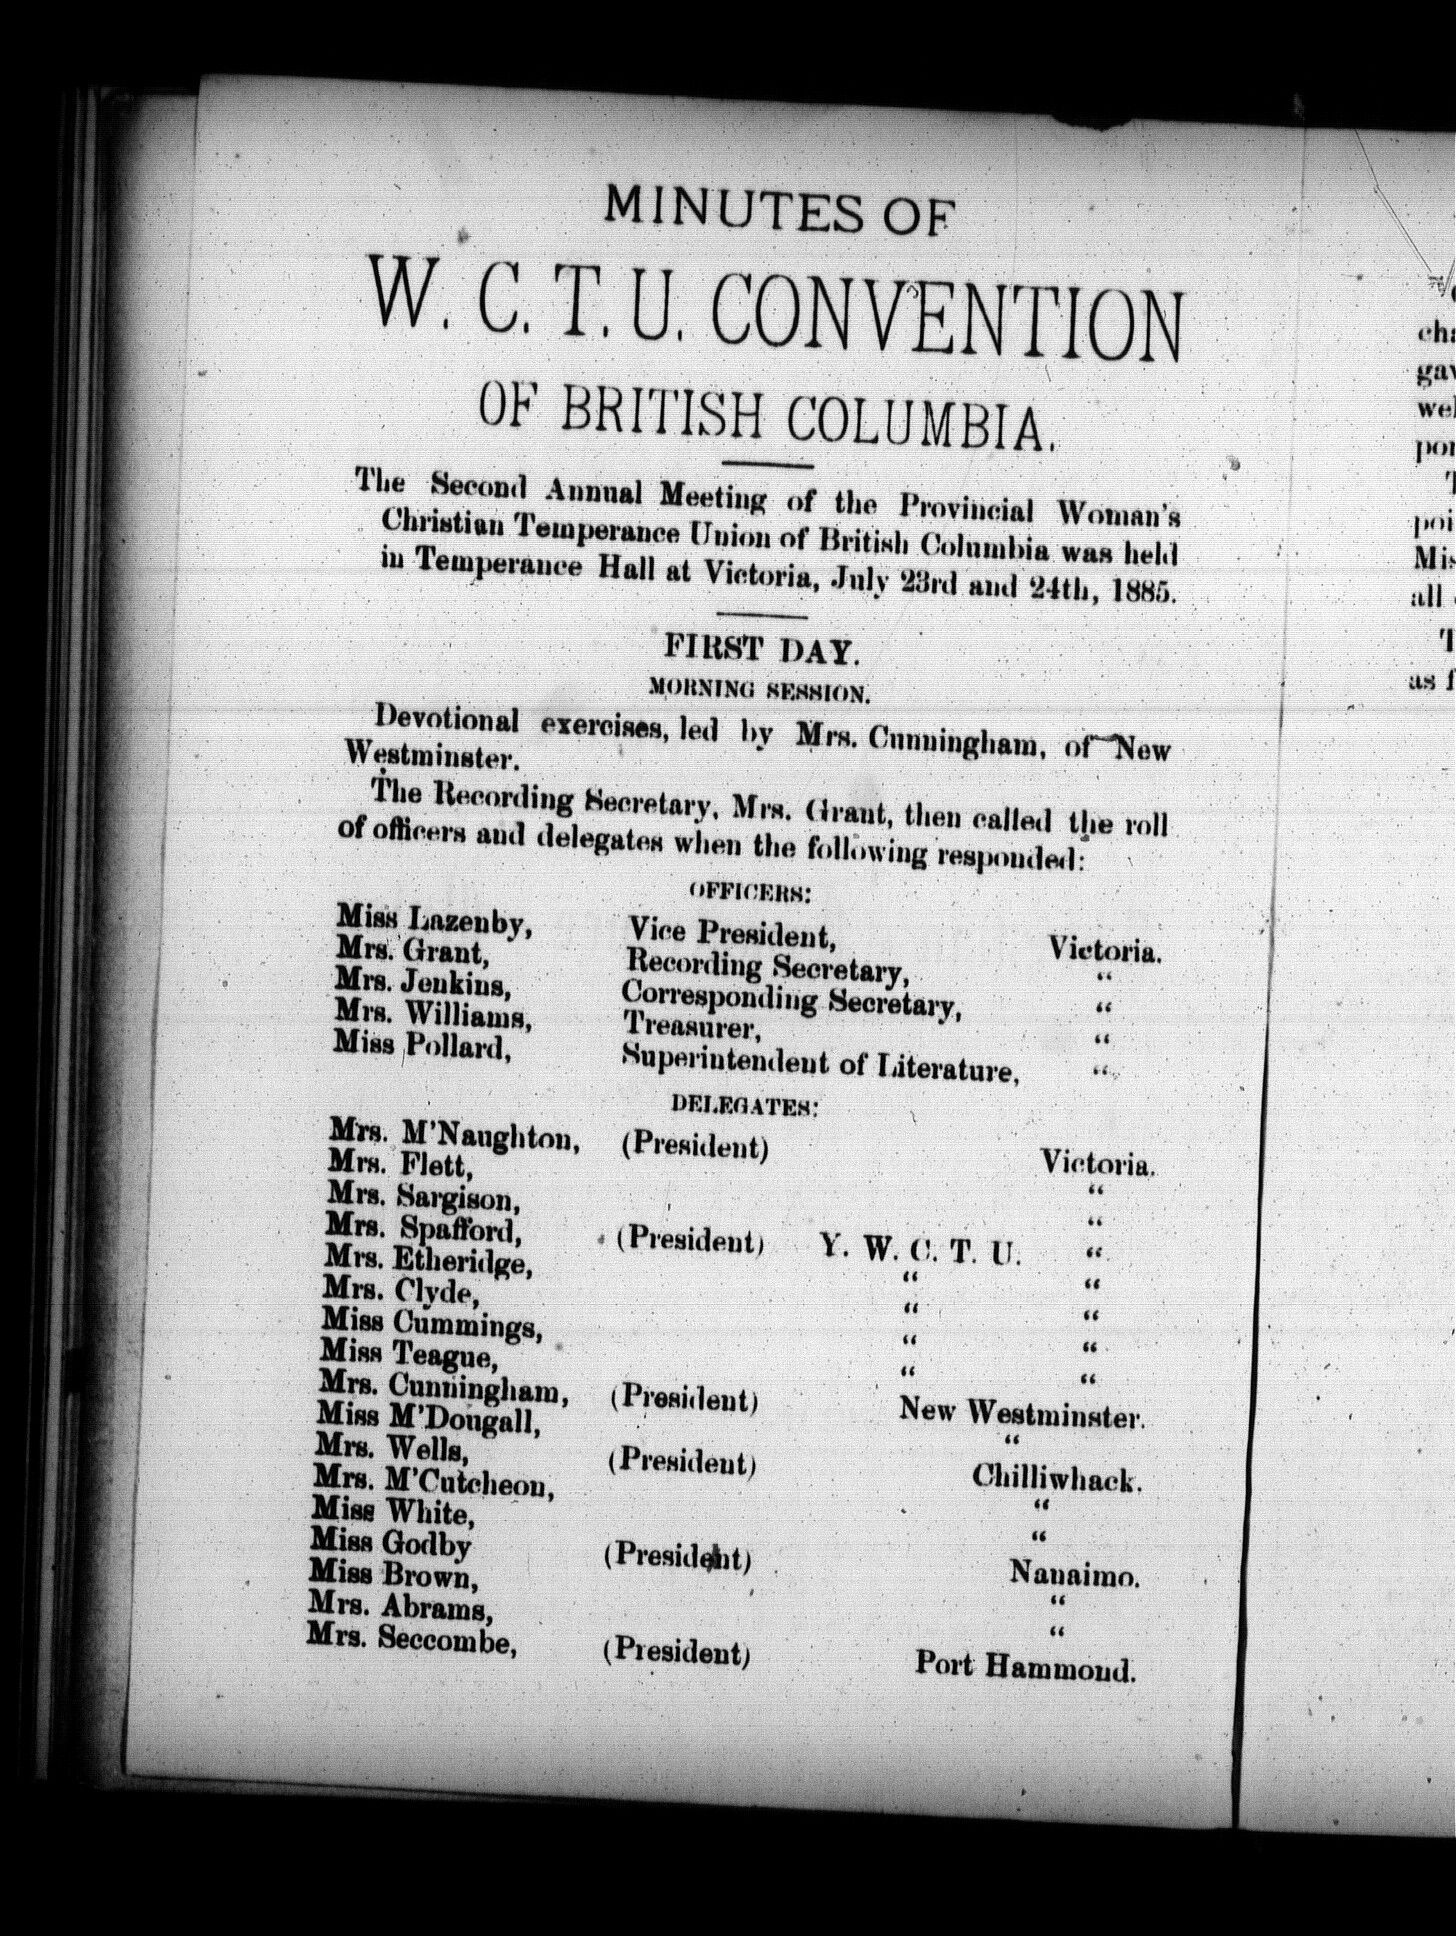 MINUTES OF
W. C. T. U. CONVENTION
OF BRITISH COLUMBIA.
The Second Annual Meeting of the Provincial Woman's
Christian Temperance Union of British Columbia was held
in Temperance Hall at Victoria, July 23rd and 24th, 1885.
FIRST DAY.
MORNING SESSION.
Devotional exercises, led by Mrs. Cunningham, of New
Westminster.
The Recording Secretary, Mrs. Grant, then called the roll
of officers and delegates when the following responded:
OFFICERS:
Miss Lazenby, Vice President, Victoria.
Mrs. Grant, Recording Secretary, "
Mrs. Jenkins, Corresponding Secretary, "
Mrs. Williams, Treasurer, "
Miss Pollard, Superintendent of Literature, "
DELEGATES:
Mrs. M'Naughton, (President) Victoria.
Mrs. Flett, "
Mrs. Sargison, "
Mrs. Spafford, (President) Y. W. C. T. U. "
Mrs. Etheridge, " "
Mrs. Clyde, " "
Miss Cummings, " "
Miss Teague, " "
Mrs. Cunningham, (President) New Westminster.
Miss M'Dougall, "
Mrs. Wells, (President) Chilliwhack.
Mrs. M'Cutcheon, "
Miss White, "
Miss Godby (President) Nanaimo.
Miss Brown, "
Mrs. Abrams, "
Mrs. Seccombe, (President) Port Hammond.
all
as